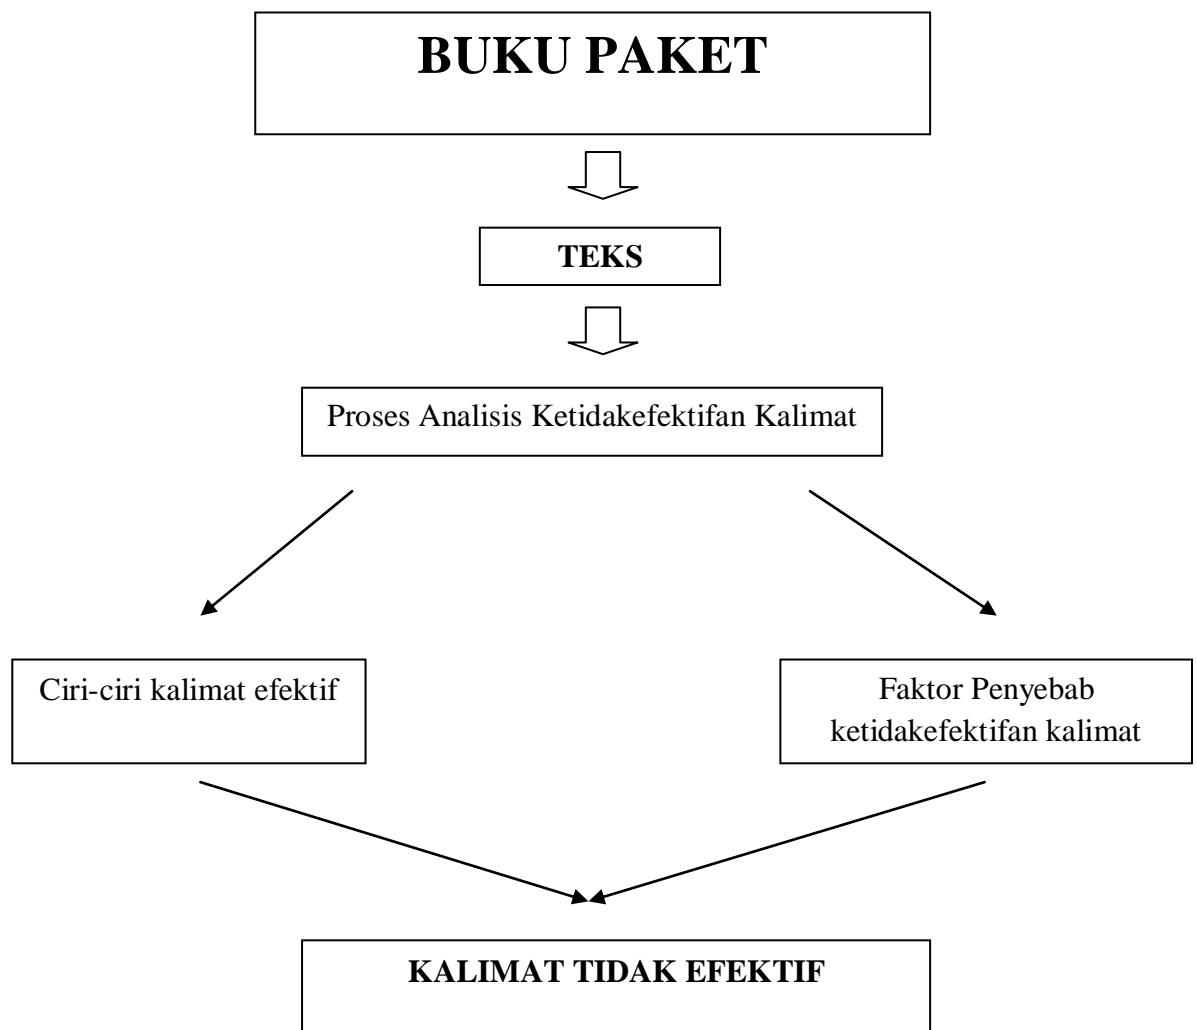 BUKU PAKET
TEKS
Proses Analisis Ketidakefektifan Kalimat
Ciri-ciri kalimat efektif
Faktor Penyebab
ketidakefektifan kalimat
KALIMAT TIDAK EFEKTIF